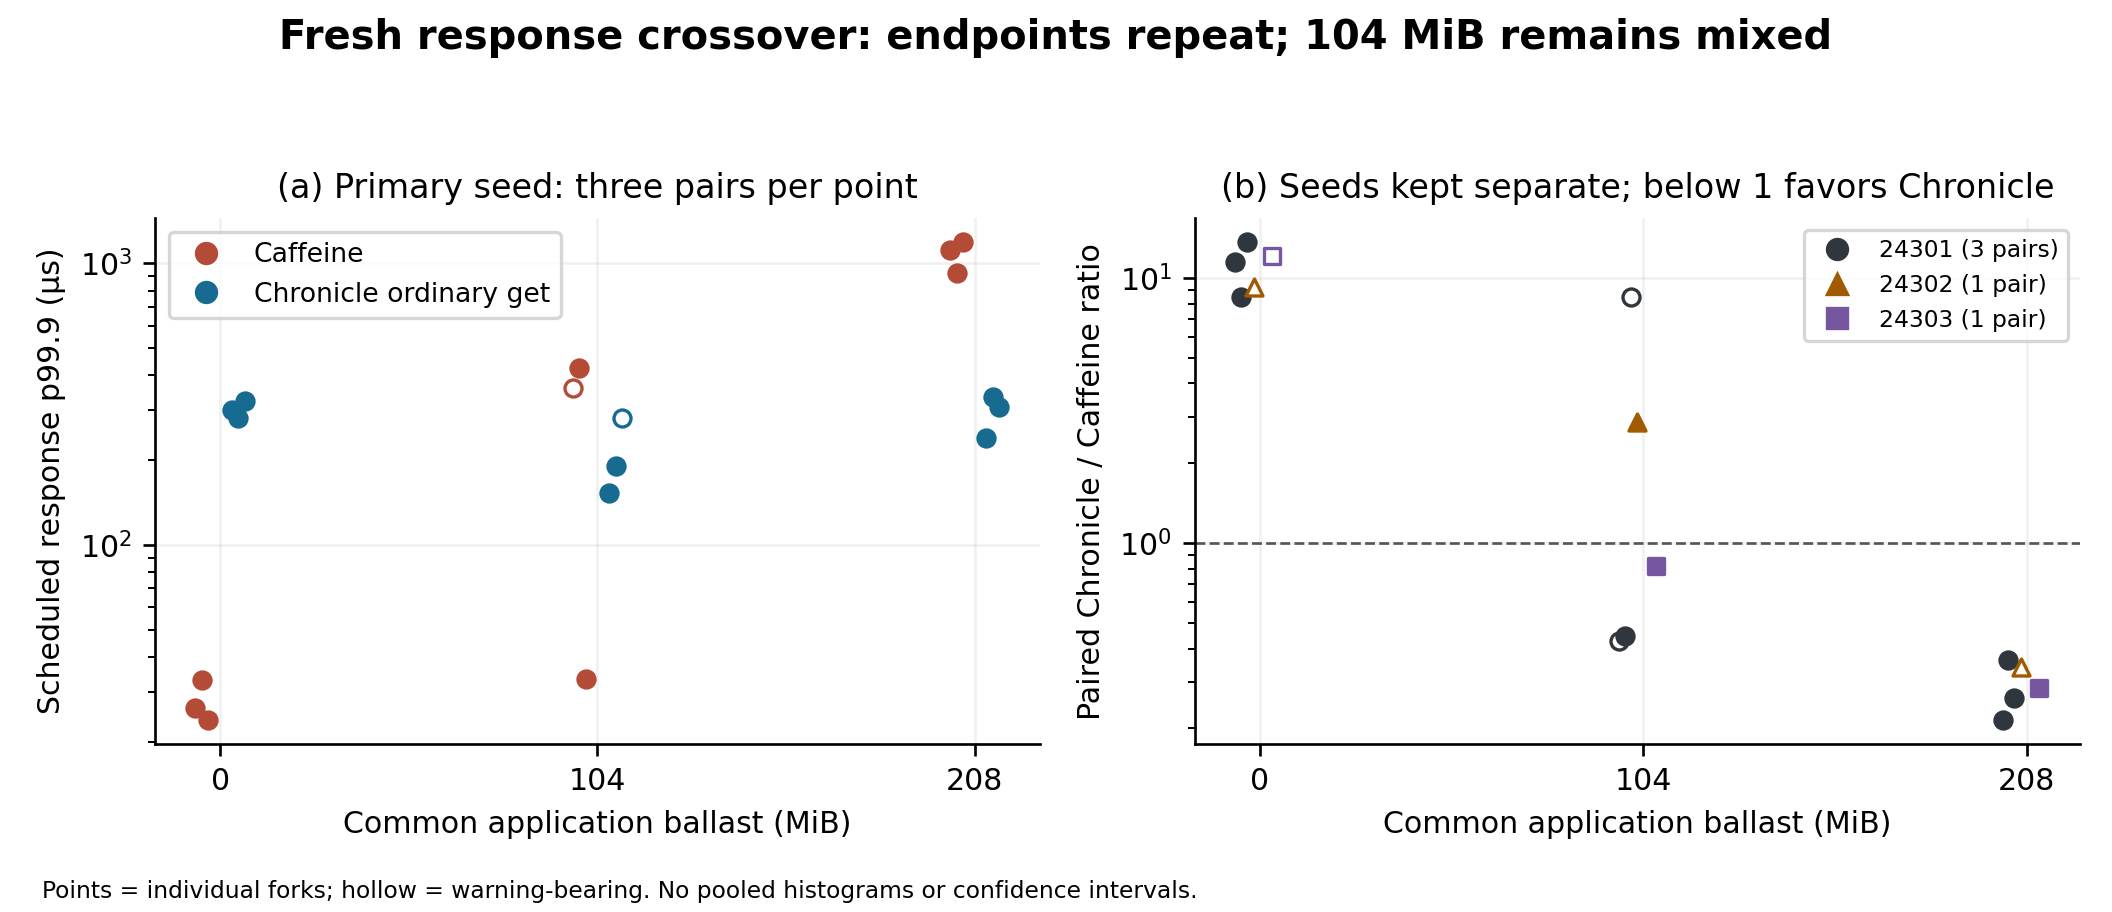 Fresh response crossover: endpoints repeat; 104 MiB remains mixed
(a) Primary seed: three pairs per point
Caffeine
Chronicle ordinary get
Scheduled response p99.9 (µs)
10³
10²
0
104
208
Common application ballast (MiB)
(b) Seeds kept separate; below 1 favors Chronicle
24301 (3 pairs)
24302 (1 pair)
24303 (1 pair)
Paired Chronicle / Caffeine ratio
10¹
10⁰
0
104
208
Common application ballast (MiB)
Points = individual forks; hollow = warning-bearing. No pooled histograms or confidence intervals.